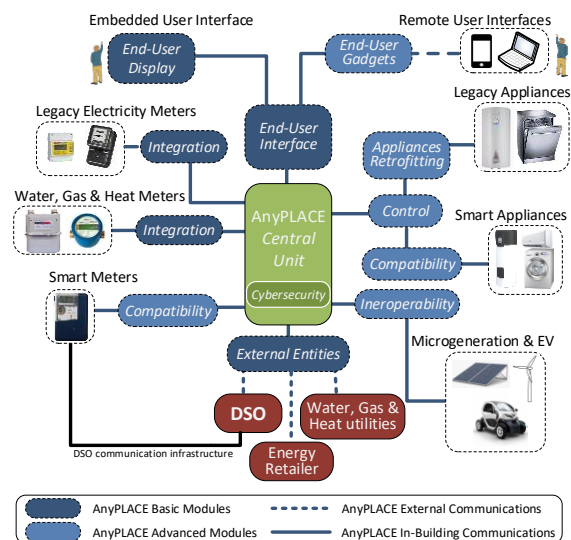 Embedded User Interface
End-User
Display
Remote User Interfaces
End-User
Gadgets
Legacy Electricity Meters
Integration
End-User
Interface
Legacy Appliances
Appliances
Retrofitting
Water, Gas & Heat Meters
Integration
AnyPLACE
Central
Unit
Cybersecurity
Control
Smart Appliances
Compatibility
Smart Meters
Compatibility
Ineroperability
Microgeneration & EV
External Entities
DSO
Water, Gas &
Heat utilities
Energy
Retailer
DSO communication infrastructure
AnyPLACE Basic Modules
AnyPLACE External Communications
AnyPLACE Advanced Modules
AnyPLACE In-Building Communications